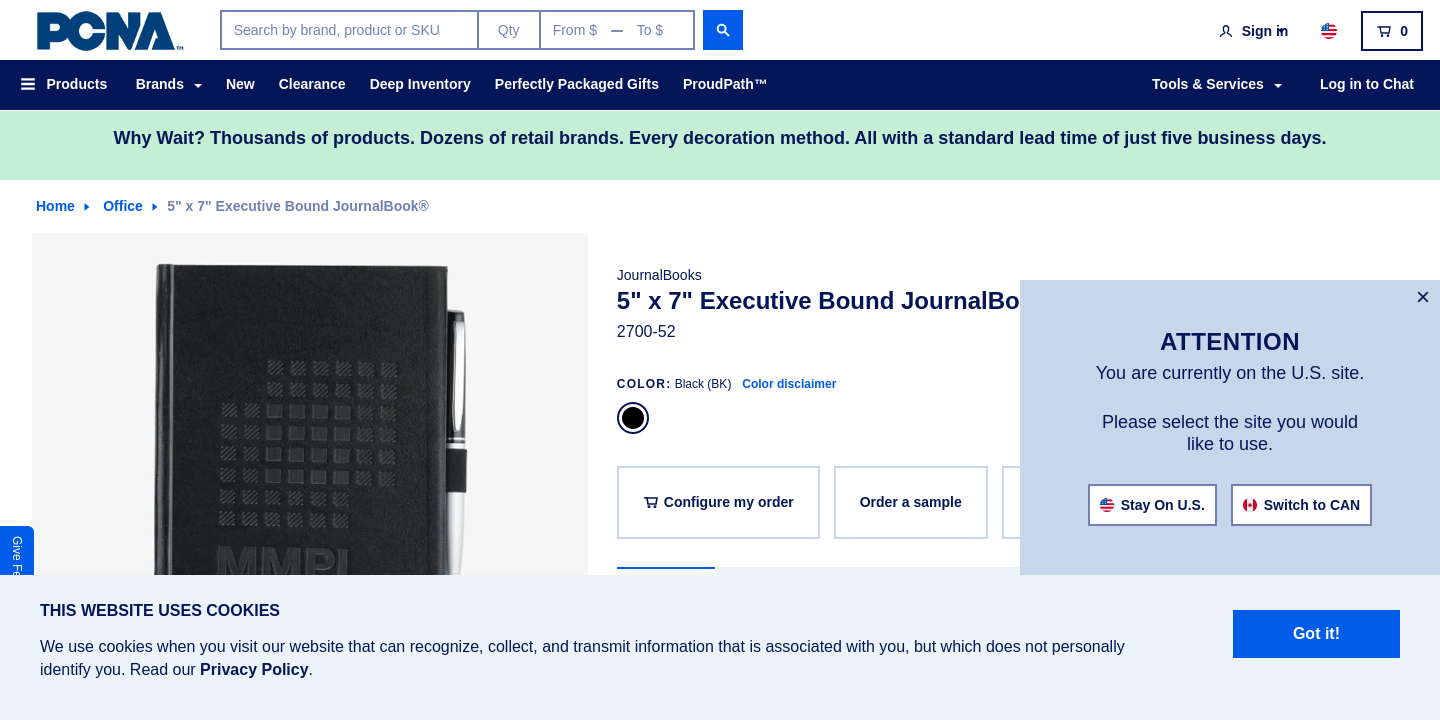 PCNA™
Search by brand, product or SKU
Qty
From $ — To $
Sign in
0
Products
Brands
New
Clearance
Deep Inventory
Perfectly Packaged Gifts
ProudPath™
Tools & Services
Log in to Chat
Why Wait? Thousands of products. Dozens of retail brands. Every decoration method. All with a standard lead time of just five business days.
Home
Office
5" x 7" Executive Bound JournalBook®
MMPI
JournalBooks
5" x 7" Executive Bound JournalBo
2700-52
COLOR: Black (BK) Color disclaimer
Configure my order
Order a sample
×
ATTENTION
You are currently on the U.S. site.
Please select the site you would
like to use.
Stay On U.S.
Switch to CAN
Give Fe
THIS WEBSITE USES COOKIES
We use cookies when you visit our website that can recognize, collect, and transmit information that is associated with you, but which does not personally
identify you. Read our Privacy Policy.
Got it!